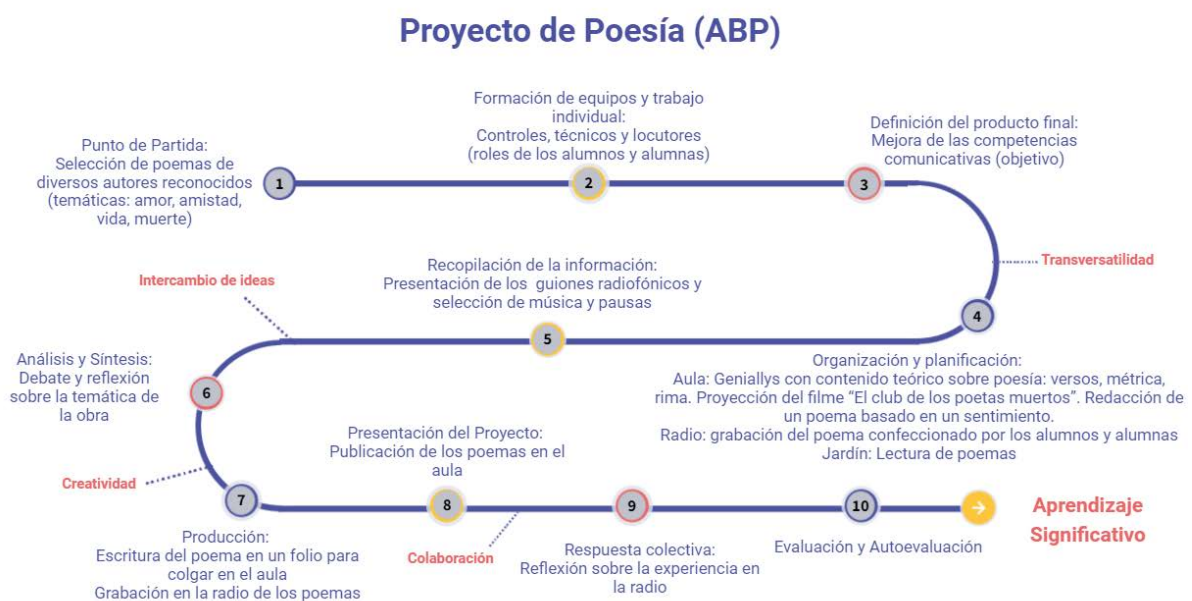 Proyecto de Poesía (ABP)
Punto de Partida:
Selección de poemas de
diversos autores reconocidos
(temáticas: amor, amistad,
vida, muerte)
1
Formación de equipos y trabajo
individual:
Controles, técnicos y locutores
(roles de los alumnos y alumnas)
2
Definición del producto final:
Mejora de las competencias
comunicativas (objetivo)
3
Transversatilidad
4
Organización y planificación:
Aula: Geniallys con contenido teórico sobre poesía: versos, métrica,
rima. Proyección del filme “El club de los poetas muertos”. Redacción de
un poema basado en un sentimiento.
Radio: grabación del poema confeccionado por los alumnos y alumnas
Jardín: Lectura de poemas
Recopilación de la información:
Presentación de los guiones radiofónicos y
selección de música y pausas
5
Intercambio de ideas
Análisis y Síntesis:
Debate y reflexión
sobre la temática de
la obra
6
Creatividad
7
Producción:
Escritura del poema en un folio para
colgar en el aula
Grabación en la radio de los poemas
Presentación del Proyecto:
Publicación de los poemas en el
aula
8
Colaboración
9
Respuesta colectiva:
Reflexión sobre la experiencia en
la radio
10
Evaluación y Autoevaluación
Aprendizaje
Significativo